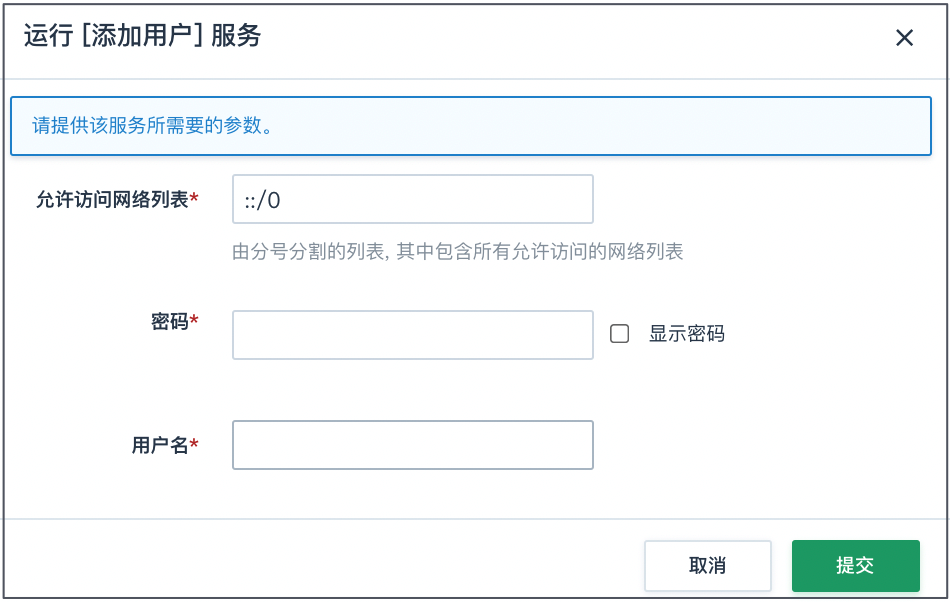 运行 [添加用户] 服务
请提供该服务所需要的参数。
允许访问网络列表* ::/0
由分号分割的列表, 其中包含所有允许访问的网络列表
密码* 显示密码
用户名*
取消 提交